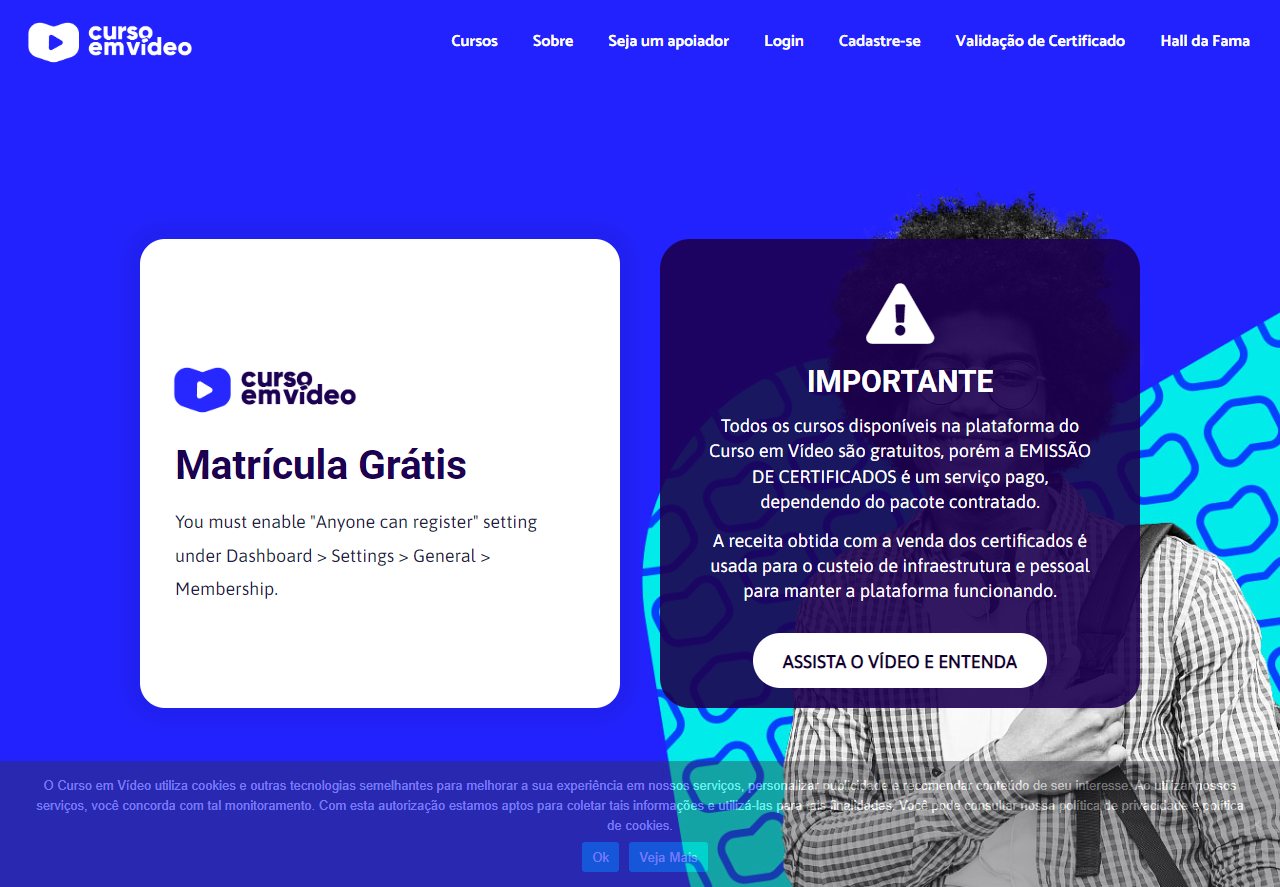 curso
em vídeo
Cursos Sobre Seja um apoiador Login Cadastre-se Validação de Certificado Hall da Fama
curso
em vídeo
Matrícula Grátis
You must enable "Anyone can register" setting
under Dashboard > Settings > General >
Membership.
IMPORTANTE
Todos os cursos disponíveis na plataforma do
Curso em Vídeo são gratuitos, porém a EMISSÃO
DE CERTIFICADOS é um serviço pago,
dependendo do pacote contratado.
A receita obtida com a venda dos certificados é
usada para o custeio de infraestrutura e pessoal
para manter a plataforma funcionando.
ASSISTA O VÍDEO E ENTENDA
O Curso em Vídeo utiliza cookies e outras tecnologias semelhantes para melhorar a sua experiência em nossos serviços, personalizar publicidade e recomendar conteúdo de seu interesse. Ao utilizar nossos
serviços, você concorda com tal monitoramento. Com esta autorização estamos aptos para coletar tais informações e utilizá-las para tais finalidades. Você pode consultar nossa política de privacidade e política
de cookies.
Ok Veja Mais